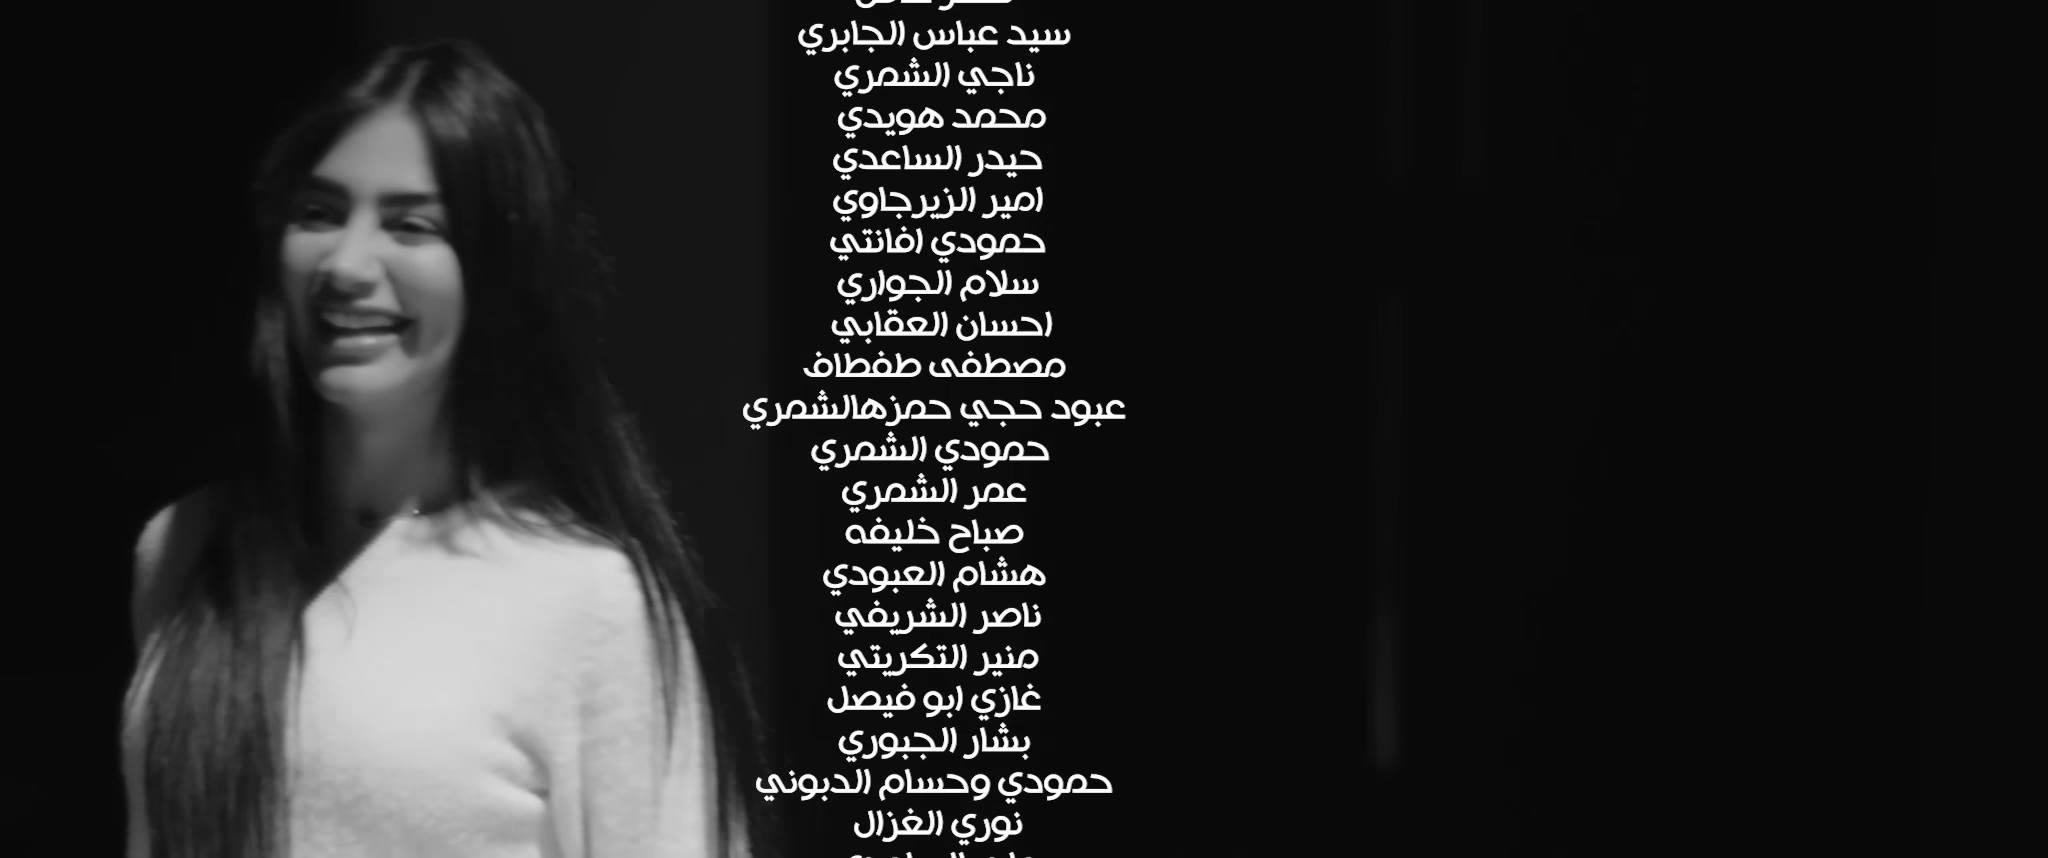 سيد عباس الجابري
ناجي الشمري
محمد هويدي
حيدر الساعدي
امير الزيرجاوي
حمودي افانتي
سلام الجواري
احسان العقابي
مصطفى طفطاف
عبود حجي حمزهالشمري
حمودي الشمري
عمر الشمري
صباح خليفه
هشام العبودي
ناصر الشريفي
منير التكريتي
غازي ابو فيصل
بشار الجبوري
حمودي وحسام الدبوني
نوري الغزال